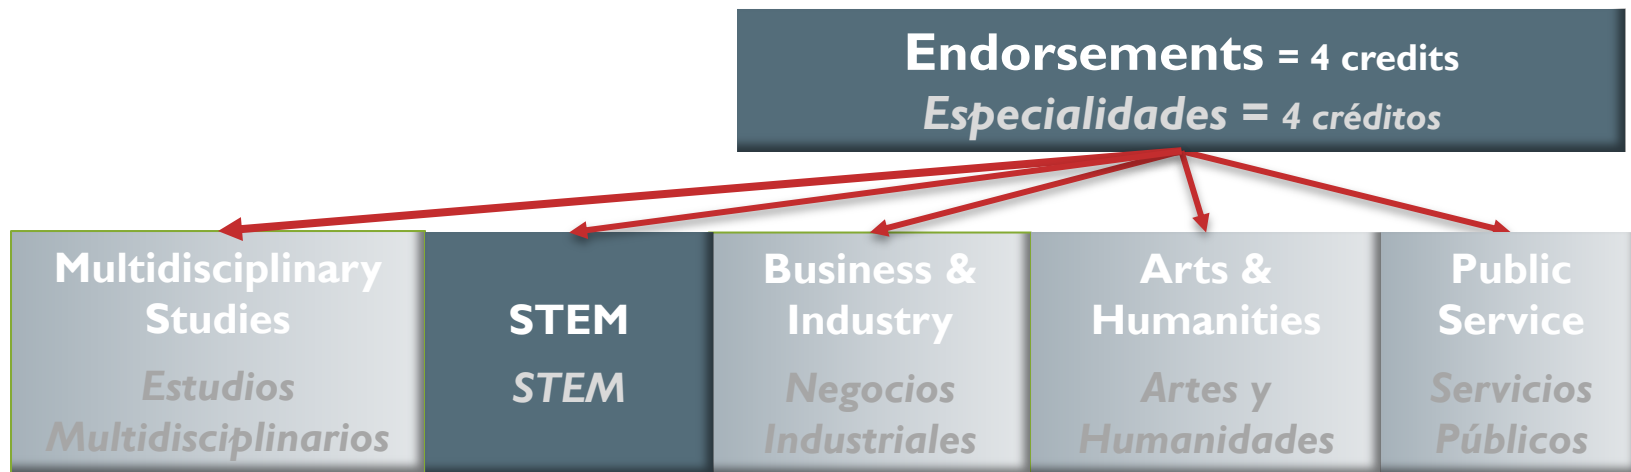 Endorsements = 4 credits
Especialidades = 4 créditos
Multidisciplinary
Studies
Estudios
Multidisciplinarios
STEM
STEM
Business &
Industry
Negocios
Industriales
Arts &
Humanities
Artes y
Humanidades
Public
Service
Servicios
Públicos